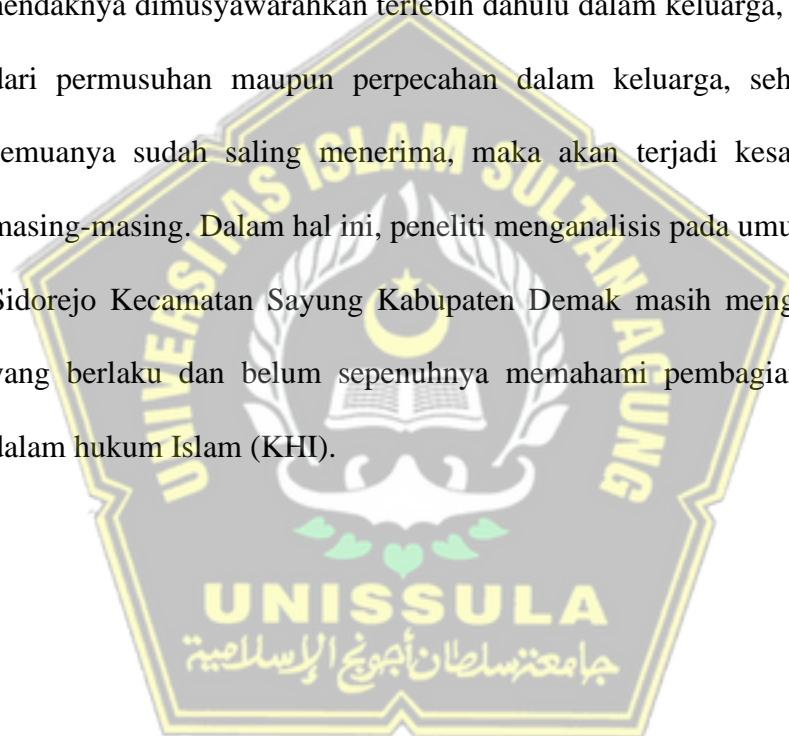 hendaknya dimusyawarahkan terlebih dahulu dalam keluarga,
dari permusuhan maupun perpecahan dalam keluarga, seh
semuanya sudah saling menerima, maka akan terjadi kesa
masing-masing. Dalam hal ini, peneliti menganalisis pada umu
Sidorejo Kecamatan Sayung Kabupaten Demak masih meng
yang berlaku dan belum sepenuhnya memahami pembagian
dalam hukum Islam (KHI).
UNIVERSITAS ISLAM SULTAN AGUNG
UNISSULA
جامعة سلطان أجونج الإسلامية